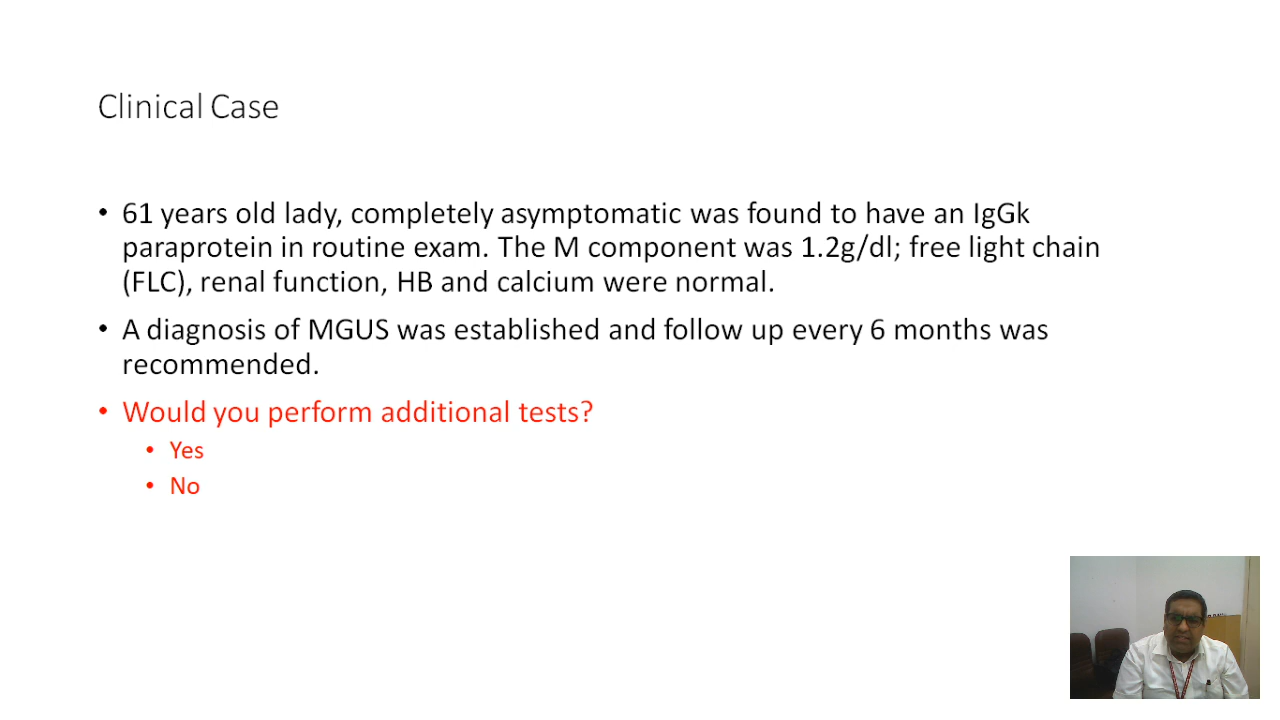 Clinical Case
• 61 years old lady, completely asymptomatic was found to have an IgGk
paraprotein in routine exam. The M component was 1.2g/dl; free light chain
(FLC), renal function, HB and calcium were normal.
• A diagnosis of MGUS was established and follow up every 6 months was
recommended.
• Would you perform additional tests?
• Yes
• No